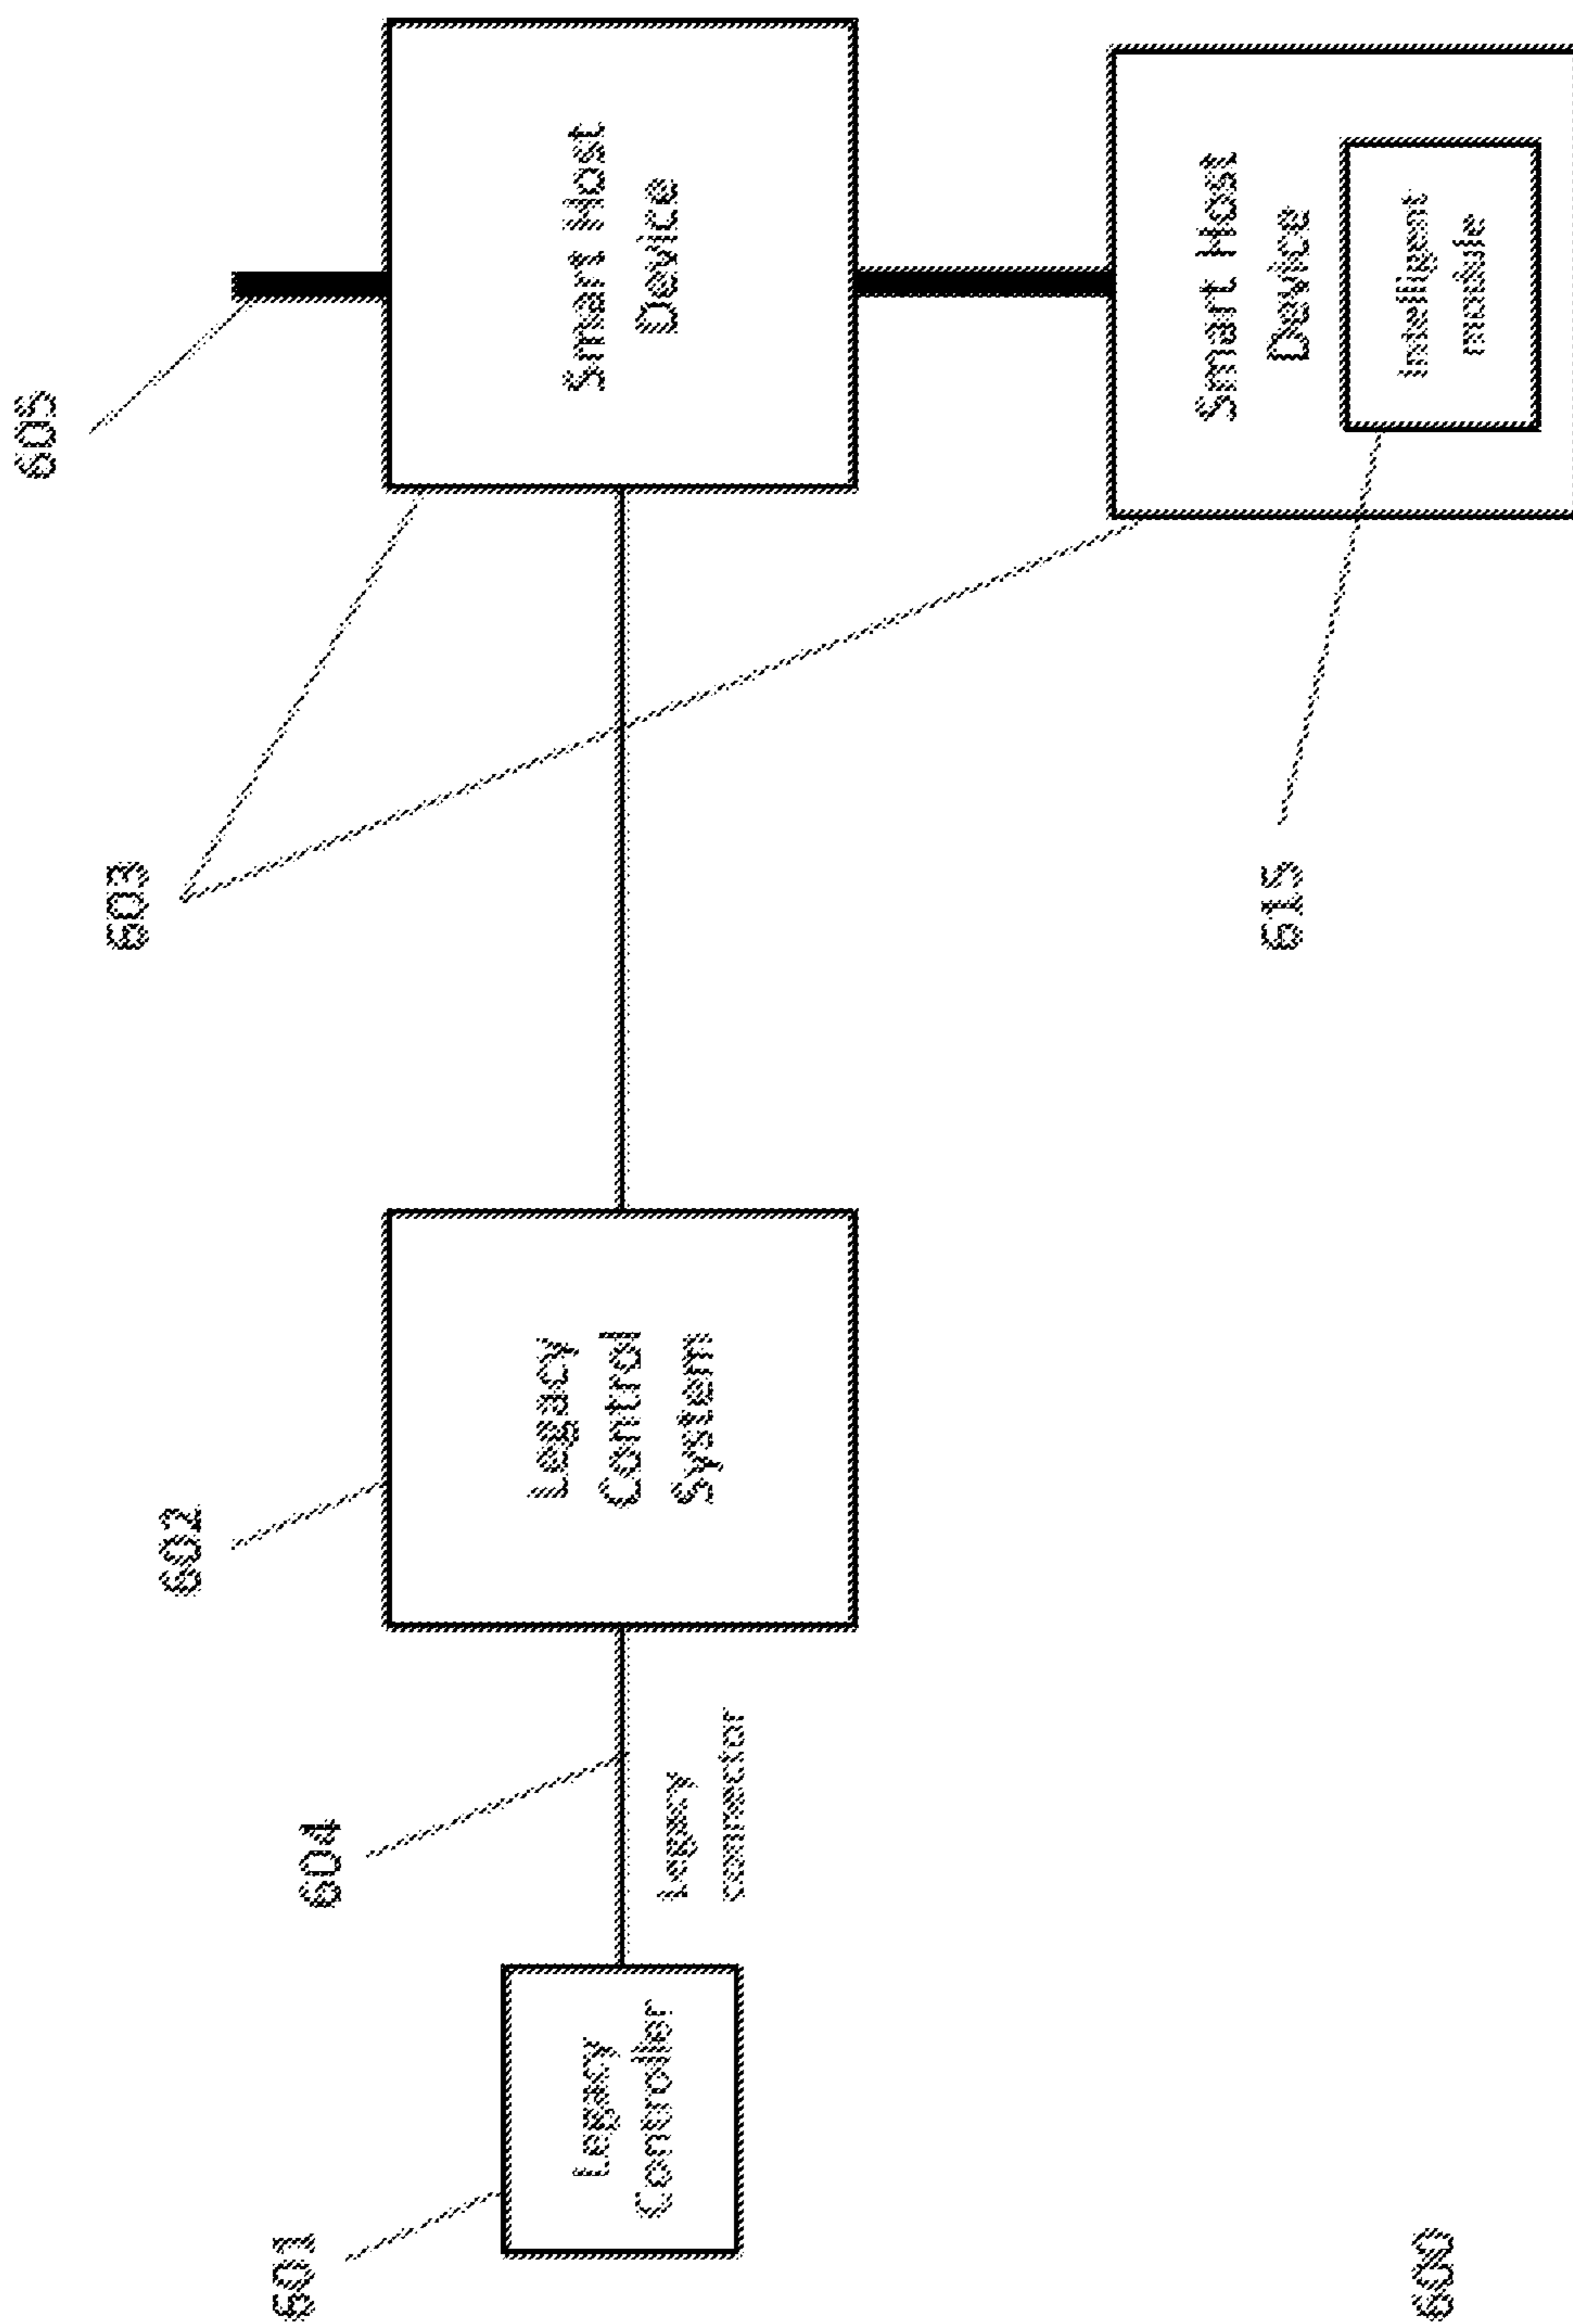 605
603
602
604
601
Smart Host
Device
Legacy
Control
System
Legacy
connector
Legacy
Controller
Smart Host
Device
Intelligent
module
615
600